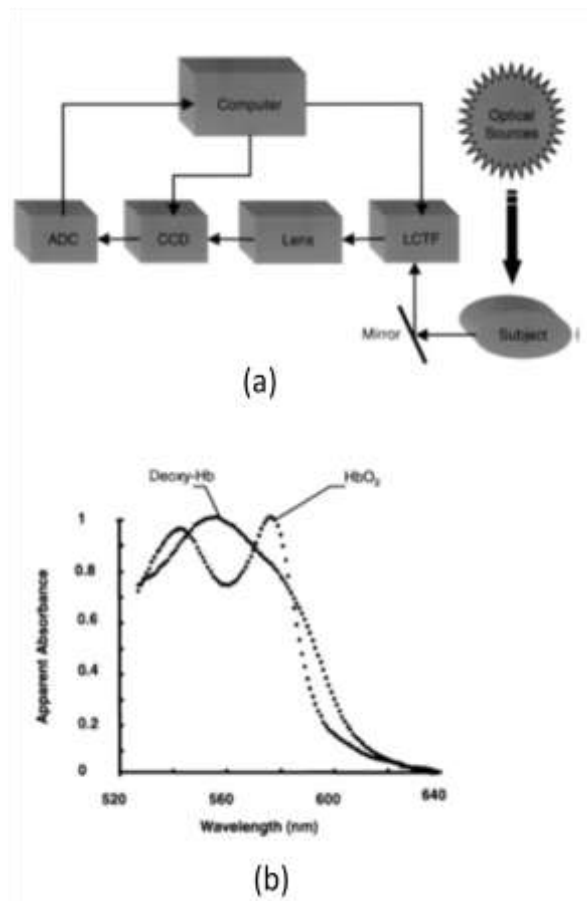 Computer
Optical
Sources
ADC
CCD
Lens
LCTF
Mirror
Subject
(a)
Deoxy-Hb
HbO₂
1
0.8
0.6
0.4
0.2
0
Apparent Absorbance
520
560
600
640
Wavelength (nm)
(b)